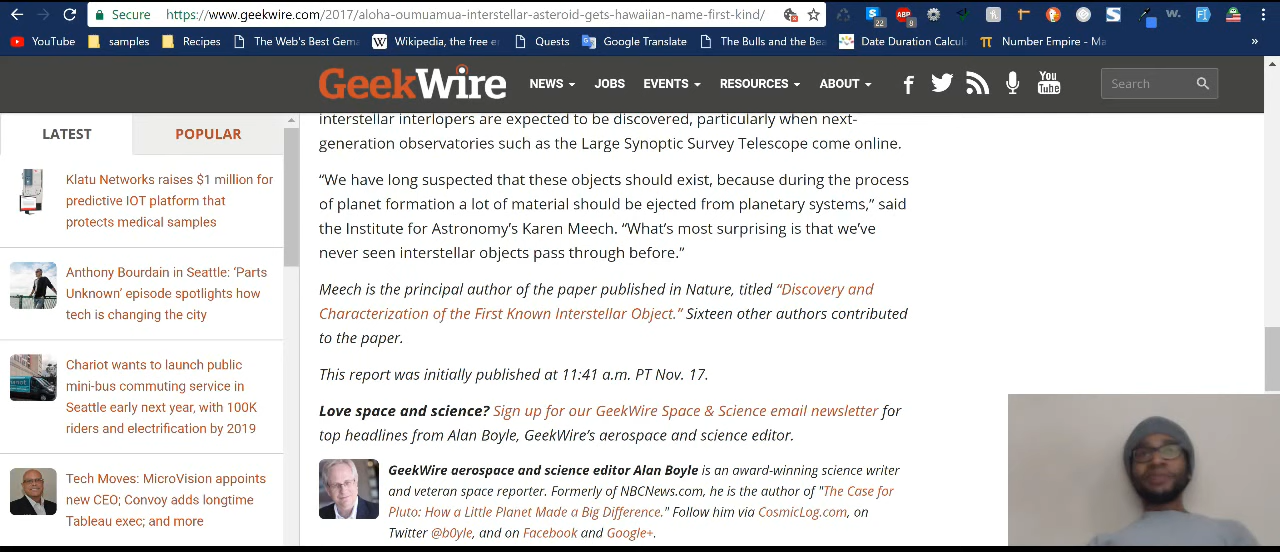 Secure
https://www.geekwire.com/2017/aloha-oumuamua-interstellar-asteroid-gets-hawaiian-name-first-kind/
22
ABP
9
YouTube
samples
Recipes
The Web's Best Gem
Wikipedia, the free e
Quests
Google Translate
The Bulls and the Be
Date Duration Calcul
Number Empire - Ma
»
GeekWire
NEWS
JOBS
EVENTS
RESOURCES
ABOUT
You
Tube
Search
LATEST
POPULAR
Klatu Networks raises $1 million for
predictive IOT platform that
protects medical samples
Anthony Bourdain in Seattle: ‘Parts
Unknown’ episode spotlights how
tech is changing the city
Chariot wants to launch public
mini-bus commuting service in
Seattle early next year, with 100K
riders and electrification by 2019
Tech Moves: MicroVision appoints
new CEO; Convoy adds longtime
Tableau exec; and more
interstellar interlopers are expected to be discovered, particularly when next-
generation observatories such as the Large Synoptic Survey Telescope come online.
“We have long suspected that these objects should exist, because during the process
of planet formation a lot of material should be ejected from planetary systems,” said
the Institute for Astronomy’s Karen Meech. “What’s most surprising is that we’ve
never seen interstellar objects pass through before.”
Meech is the principal author of the paper published in Nature, titled “Discovery and
Characterization of the First Known Interstellar Object.” Sixteen other authors contributed
to the paper.
This report was initially published at 11:41 a.m. PT Nov. 17.
Love space and science? Sign up for our GeekWire Space & Science email newsletter for
top headlines from Alan Boyle, GeekWire’s aerospace and science editor.
GeekWire aerospace and science editor Alan Boyle is an award-winning science writer
and veteran space reporter. Formerly of NBCNews.com, he is the author of "The Case for
Pluto: How a Little Planet Made a Big Difference." Follow him via CosmicLog.com, on
Twitter @b0yle, and on Facebook and Google+.